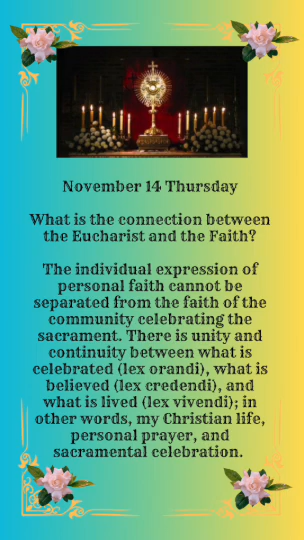 November 14 Thursday
What is the connection between
the Eucharist and the Faith?
The individual expression of
personal faith cannot be
separated from the faith of the
community celebrating the
sacrament. There is unity and
continuity between what is
celebrated (lex orandi), what is
believed (lex credendi), and
what is lived (lex vivendi); in
other words, my Christian life,
personal prayer, and
sacramental celebration.